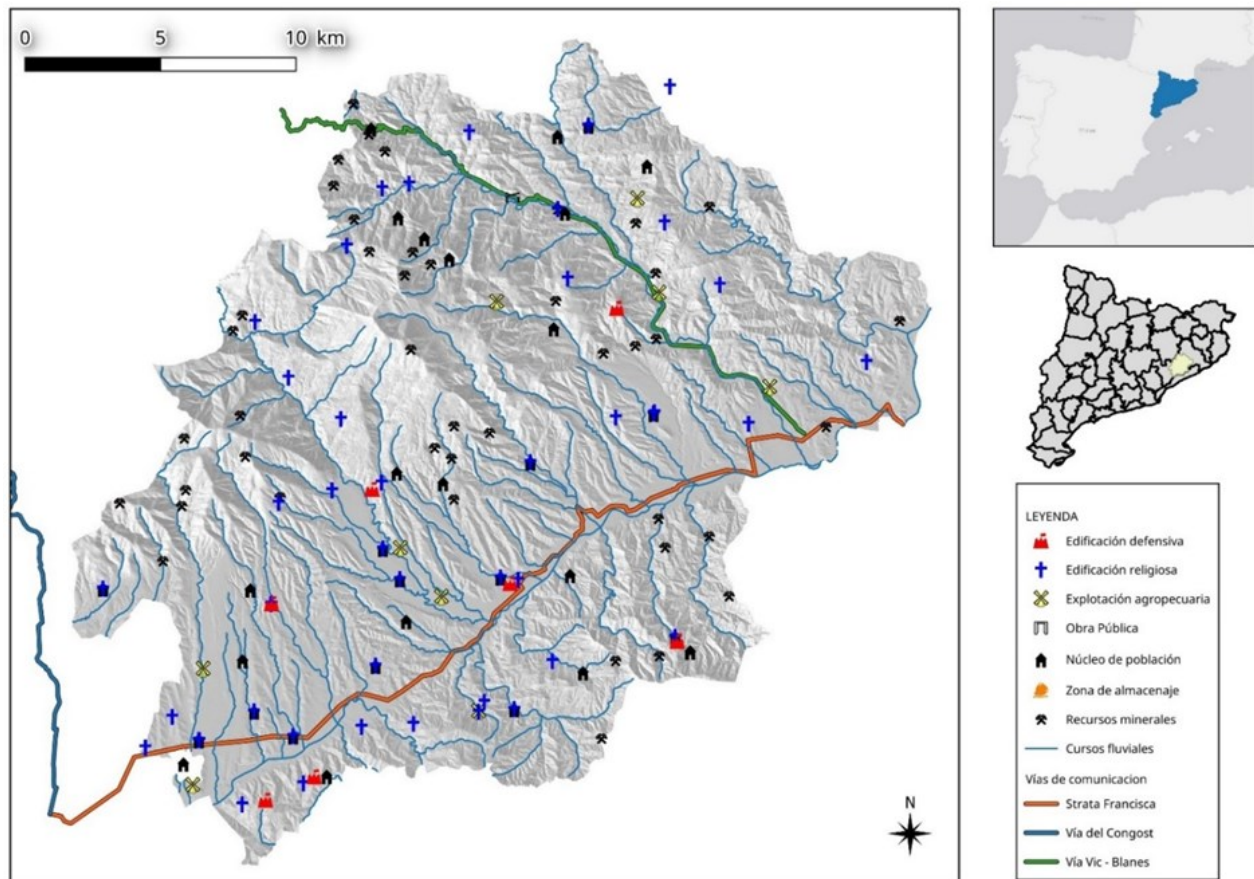 0 5 10 km
N
LEYENDA
Edificación defensiva
Edificación religiosa
Explotación agropecuaria
Obra Pública
Núcleo de población
Zona de almacenaje
Recursos minerales
Cursos fluviales
Vías de comunicacion
Strata Francisca
Vía del Congost
Vía Vic - Blanes